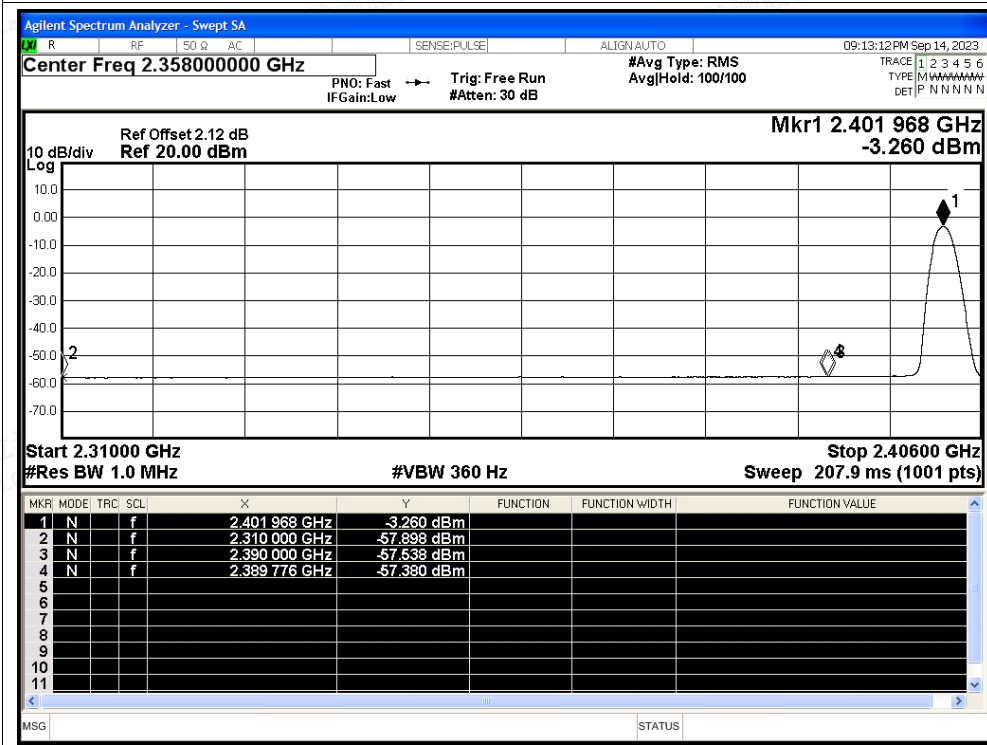 Agilent Spectrum Analyzer - Swept SA
LXI R RF 50 Ω AC SENSE:PULSE ALIGN AUTO 09:13:12 PM Sep 14, 2023
Center Freq 2.358000000 GHz
PNO: Fast
IFGain:Low
Trig: Free Run
#Atten: 30 dB
#Avg Type: RMS
Avg|Hold: 100/100
TRACE 1 2 3 4 5 6
TYPE M
DET P N N N N N
Mkr1 2.401 968 GHz
-3.260 dBm
Ref Offset 2.12 dB
10 dB/div Ref 20.00 dBm
Log
10.0
0.00
-10.0
-20.0
-30.0
-40.0
-50.0
-60.0
-70.0
1
2
Start 2.31000 GHz Stop 2.40600 GHz
#Res BW 1.0 MHz #VBW 360 Hz Sweep 207.9 ms (1001 pts)
MKR MODE TRC SCL X Y FUNCTION FUNCTION WIDTH FUNCTION VALUE
1 N f 2.401 968 GHz -3.260 dBm
2 N f 2.310 000 GHz -57.898 dBm
3 N f 2.390 000 GHz -57.538 dBm
4 N f 2.389 776 GHz -57.380 dBm
5
6
7
8
9
10
11
MSG STATUS